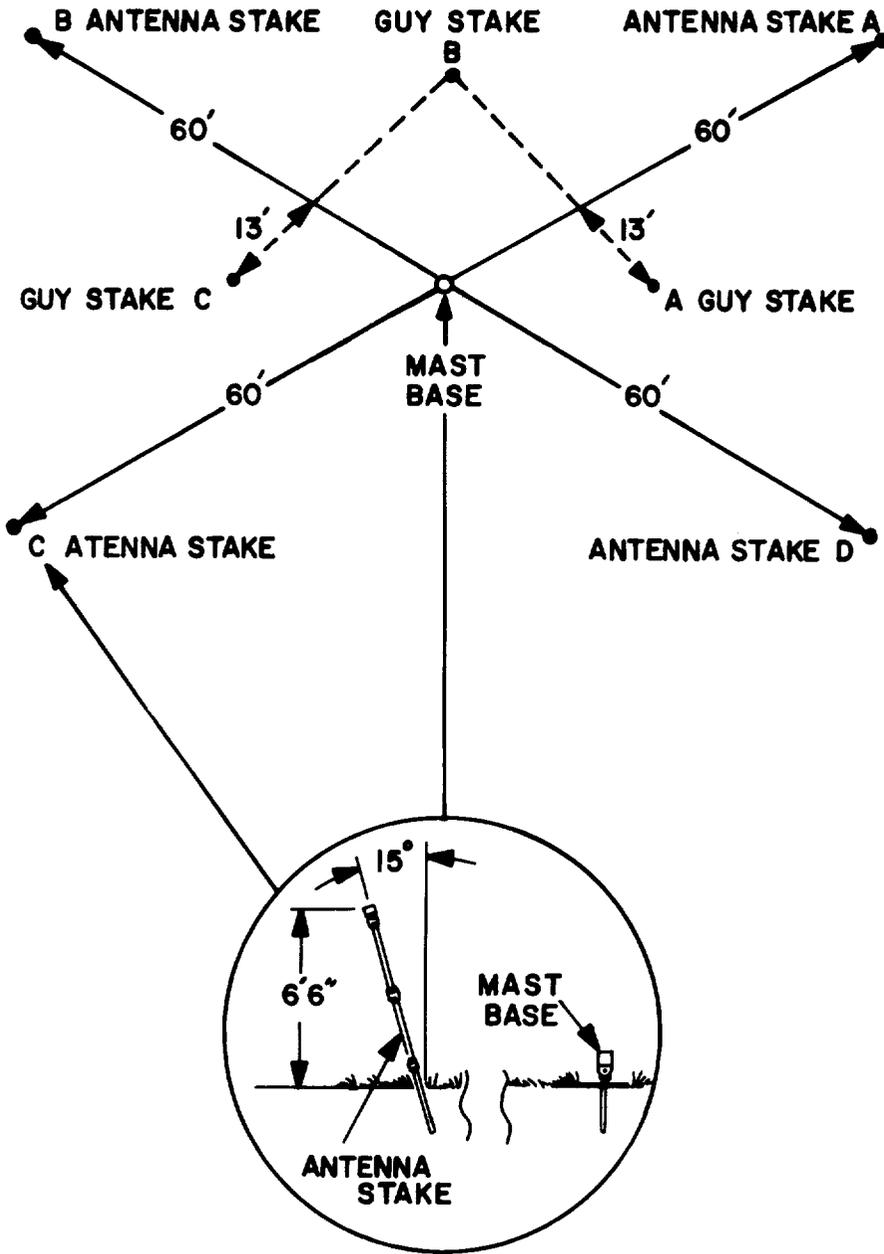 B ANTENNA STAKE
GUY STAKE
B
ANTENNA STAKE A
60'
60'
13'
13'
GUY STAKE C
A GUY STAKE
MAST
BASE
60'
60'
C ATENNA STAKE
ANTENNA STAKE D
15°
6'6"
MAST
BASE
ANTENNA
STAKE